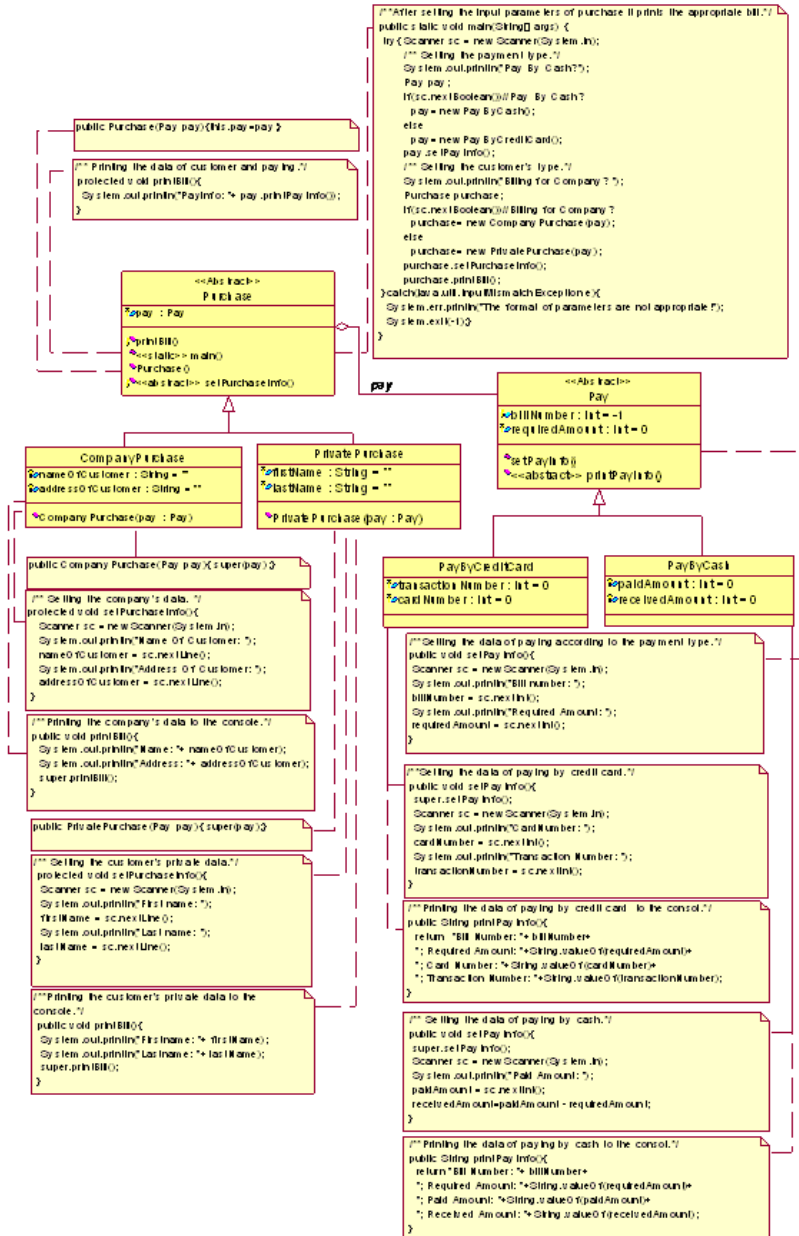 /**After setting the input parameters of purchase it prints the appropriate bill.*/
public static void main(String[] args) {
try { Scanner sc = new Scanner(System.in);
/** Setting the payment type.*/
System.out.println("Pay By Cash?");
Pay pay;
if(sc.nextBoolean())//Pay By Cash?
pay = new PayByCash();
else
pay = new PayByCreditCard();
pay.setPayInfo();
/** Setting the customer's type.*/
System.out.println("Billing for Company? ");
Purchase purchase;
if(sc.nextBoolean())//Billing for Company?
purchase= new CompanyPurchase(pay);
else
purchase= new PrivatePurchase(pay);
purchase.setPurchaseInfo();
purchase.printBill();
}catch(java.util.InputMismatchException e){
System.err.println("The format of parameters are not appropriate!");
System.exit(-1);}
}
public Purchase(Pay pay){this.pay=pay;}
/** Printing the data of customer and paying.*/
protected void printBill(){
System.out.println("PayInfo: "+ pay.printPayInfo());
}
<<Abstract>>
Purchase
pay : Pay
printBill()
<<static>> main()
Purchase()
<<abstract>> setPurchaseInfo()
pay
<<Abstract>>
Pay
billNumber : int = -1
requiredAmount : int = 0
setPayInfo()
<<abstract>> printPayInfo()
CompanyPurchase
nameOfCustomer : String = ""
addressOfCustomer : String = ""
CompanyPurchase(pay : Pay)
PrivatePurchase
firstName : String = ""
lastName : String = ""
PrivatePurchase(pay : Pay)
PayByCreditCard
transactionNumber : int = 0
cardNumber : int = 0
PayByCash
paidAmount : int = 0
receivedAmount : int = 0
public CompanyPurchase(Pay pay){ super(pay);}
/** Setting the company's data. */
protected void setPurchaseInfo(){
Scanner sc = new Scanner(System.in);
System.out.println("Name Of Customer: ");
nameOfCustomer = sc.nextLine();
System.out.println("Address Of Customer: ");
addressOfCustomer = sc.nextLine();
}
/**Printing the company's data to the console.*/
public void printBill(){
System.out.println("Name: "+ nameOfCustomer);
System.out.println("Address: "+ addressOfCustomer);
super.printBill();
}
public PrivatePurchase(Pay pay){ super(pay);}
/** Setting the customer's private data.*/
protected void setPurchaseInfo(){
Scanner sc = new Scanner(System.in);
System.out.println("First name: ");
firstName = sc.nextLine();
System.out.println("Last name: ");
lastName = sc.nextLine();
}
/**Printing the customer's private data to the
console.*/
public void printBill(){
System.out.println("Firstname: "+ firstName);
System.out.println("Lastname: "+ lastName);
super.printBill();
}
/**Setting the data of paying according to the payment type.*/
public void setPayInfo(){
Scanner sc = new Scanner(System.in);
System.out.println("Bill number: ");
billNumber = sc.nextInt();
System.out.println("Required Amount: ");
requiredAmount = sc.nextInt();
}
/**Setting the data of paying by credit card.*/
public void setPayInfo(){
super.setPayInfo();
Scanner sc = new Scanner(System.in);
System.out.println("CardNumber: ");
cardNumber = sc.nextInt();
System.out.println("Transaction Number: ");
transactionNumber = sc.nextInt();
}
/**Printing the data of paying by credit card to the consol.*/
public String printPayInfo(){
return "Bill Number: "+ billNumber+
"; Required Amount: "+String.valueOf(requiredAmount)+
"; Card Number: "+String.valueOf(cardNumber)+
"; Transaction Number: "+String.valueOf(transactionNumber);
}
/** Setting the data of paying by cash.*/
public void setPayInfo(){
super.setPayInfo();
Scanner sc = new Scanner(System.in);
System.out.println("Paid Amount: ");
paidAmount = sc.nextInt();
receivedAmount=paidAmount - requiredAmount;
}
/**Printing the data of paying by cash to the consol.*/
public String printPayInfo(){
return "Bill Number: "+ billNumber+
"; Required Amount: "+String.valueOf(requiredAmount)+
"; Paid Amount: "+String.valueOf(paidAmount)+
"; Received Amount: "+String.valueOf(receivedAmount);
}